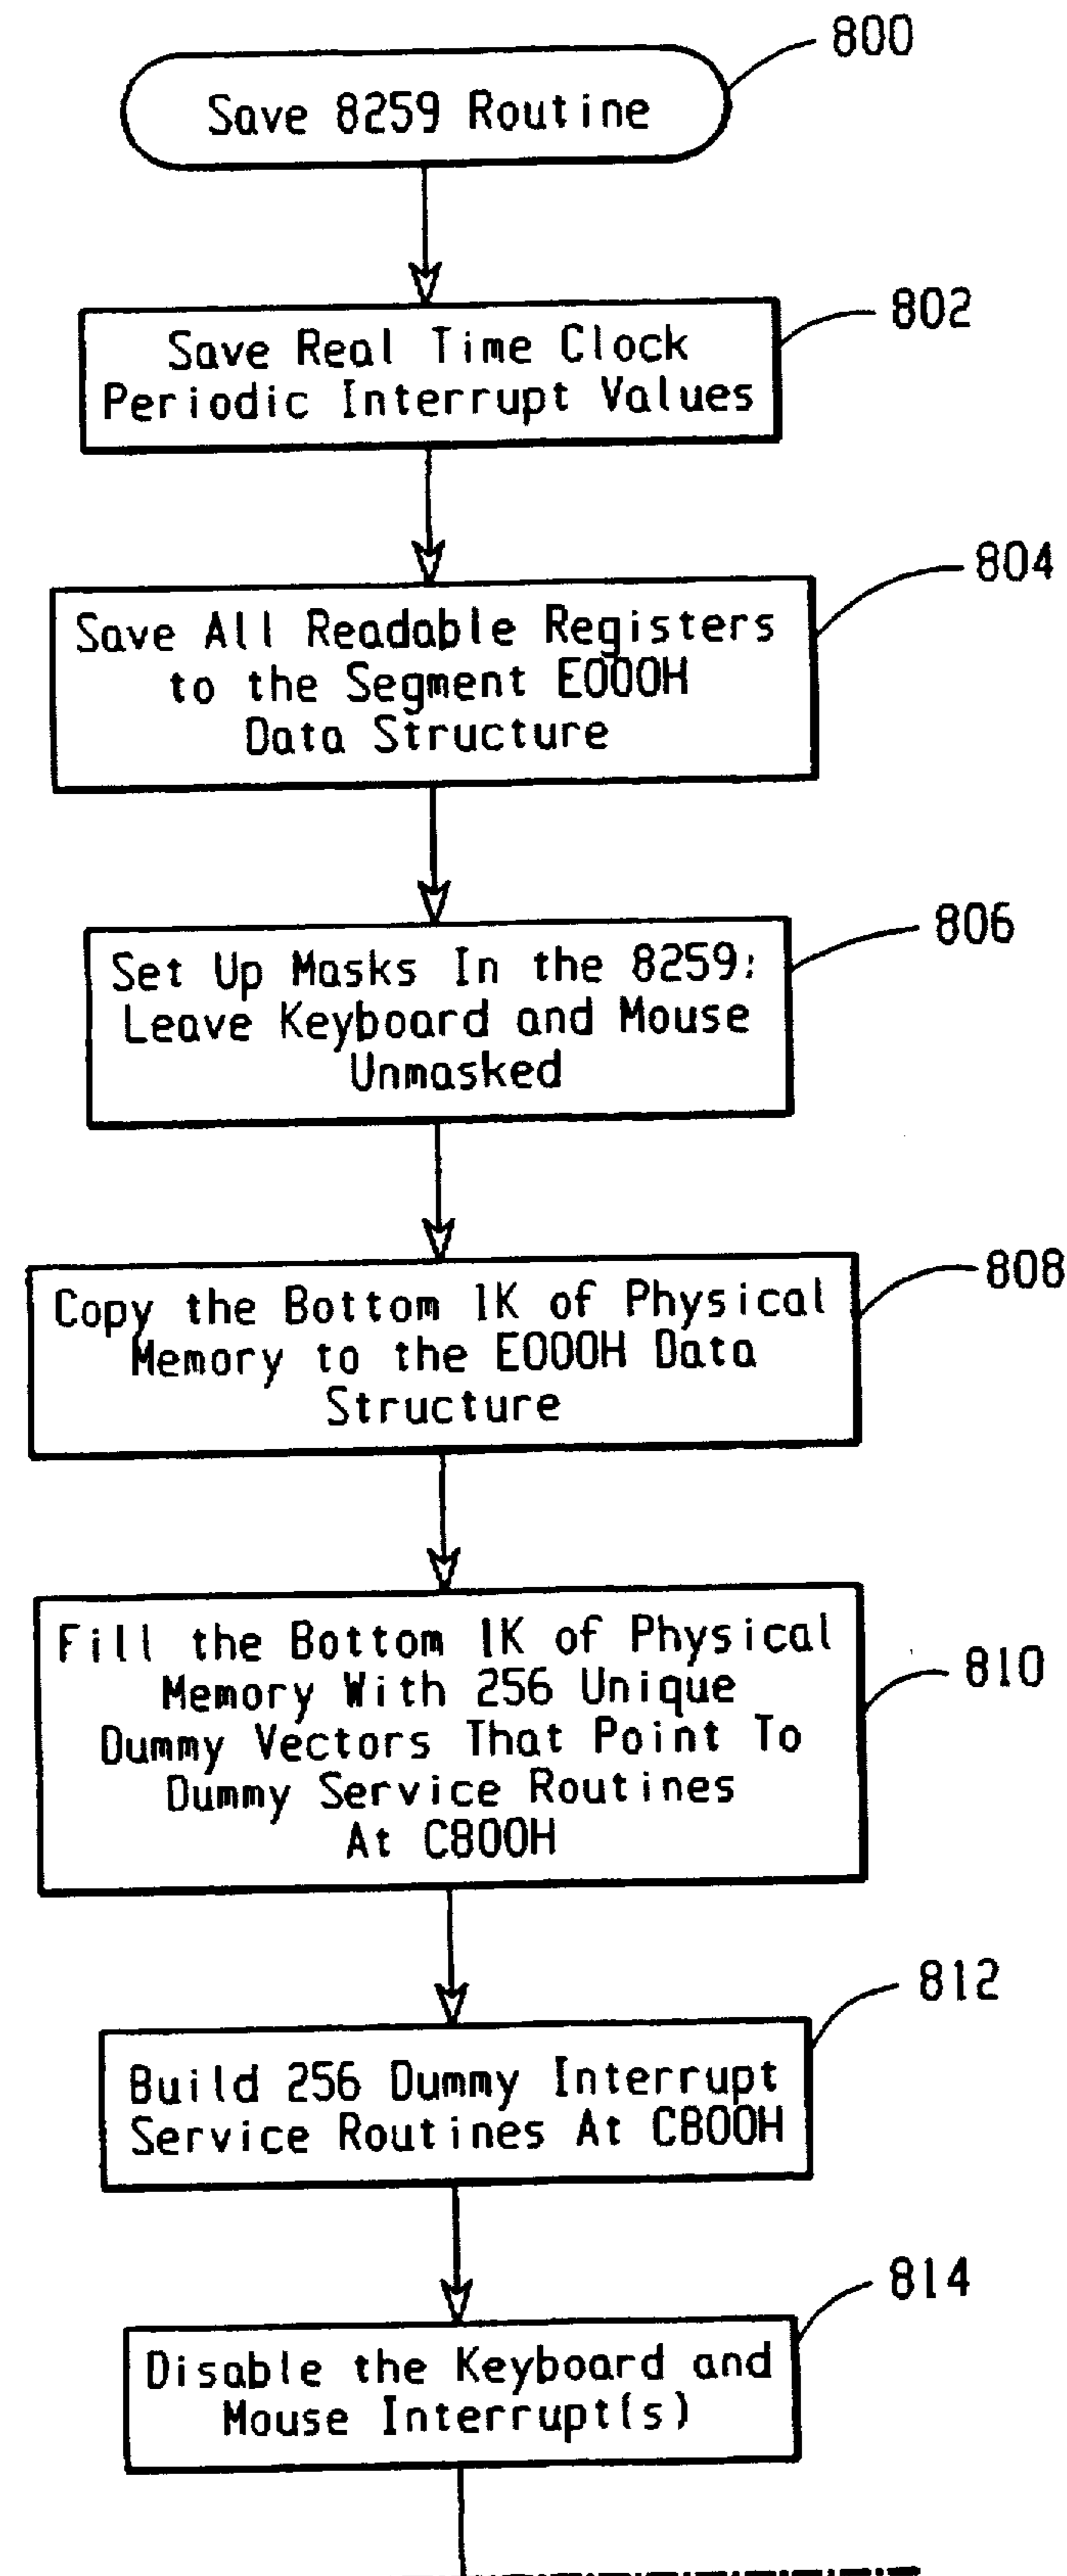 800
Save 8259 Routine
802
Save Real Time Clock
Periodic Interrupt Values
804
Save All Readable Registers
to the Segment E000H
Data Structure
806
Set Up Masks In the 8259:
Leave Keyboard and Mouse
Unmasked
808
Copy the Bottom 1K of Physical
Memory to the E000H Data
Structure
810
Fill the Bottom 1K of Physical
Memory With 256 Unique
Dummy Vectors That Point To
Dummy Service Routines
At C800H
812
Build 256 Dummy Interrupt
Service Routines At C800H
814
Disable the Keyboard and
Mouse Interrupt(s)